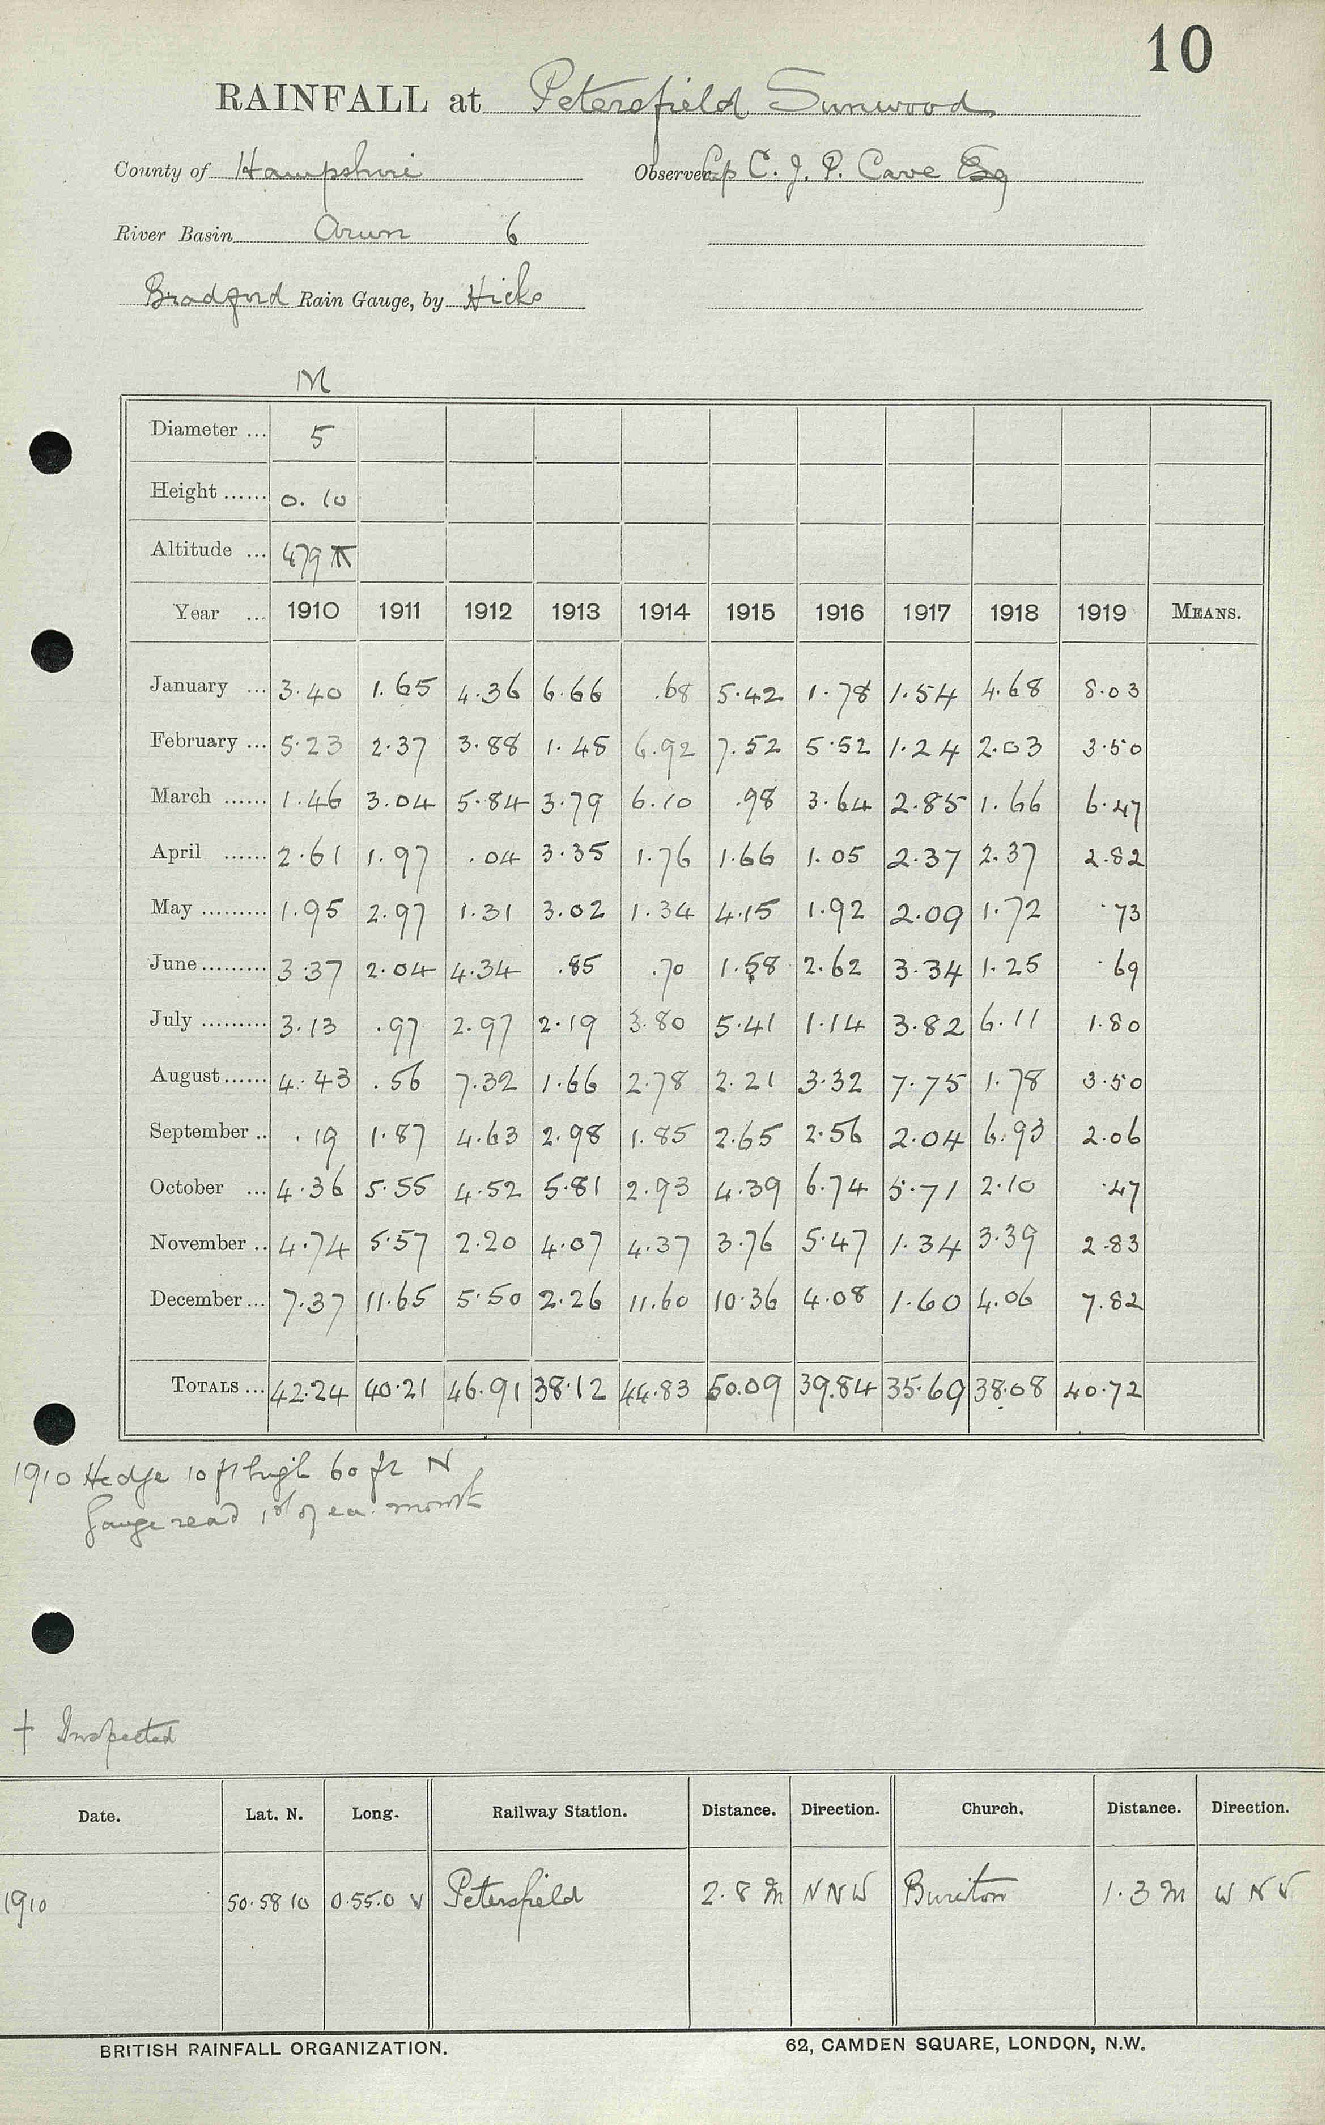 10
RAINFALL at Petersfield Sunwood
County of Hampshire Observer Cp C. J. P. Cave Esq
River Basin Arun 6
Bradford Rain Gauge, by Hicks
M
Diameter ... 5
Height ...... 0. 10
Altitude ... 479
Year ... 1910 1911 1912 1913 1914 1915 1916 1917 1918 1919 MEANS.
January ... 3.40 1.65 4.36 6.66 .68 5.42 1.78 1.54 4.68 8.03
February ... 5.23 2.37 3.88 1.48 6.92 7.52 5.52 1.24 2.03 3.50
March ...... 1.46 3.04 5.84 3.79 6.10 .98 3.64 2.85 1.66 6.47
April ...... 2.61 1.97 .04 3.35 1.76 1.66 1.05 2.37 2.37 2.82
May ......... 1.95 2.97 1.31 3.02 1.34 4.15 1.92 2.09 1.72 .73
June ......... 3.37 2.04 4.34 .85 .70 1.58 2.62 3.34 1.25 .69
July ......... 3.13 .97 2.97 2.19 3.80 5.41 1.14 3.82 6.11 1.80
August ...... 4.43 .56 7.32 1.66 2.78 2.21 3.32 7.75 1.78 3.50
September .. .19 1.87 4.63 2.98 1.85 2.65 2.56 2.04 6.93 2.06
October ... 4.36 5.55 4.52 5.81 2.93 4.39 6.74 5.71 2.10 .47
November .. 4.74 5.57 2.20 4.07 4.37 3.76 5.47 1.34 3.39 2.83
December ... 7.37 11.65 5.50 2.26 11.60 10.36 4.08 1.60 4.06 7.82
TOTALS ... 42.24 40.21 46.91 38.12 44.83 50.09 39.84 35.69 38.08 40.72
1910 Hedge 10 ft high 60 ft N
Gauge read 1st of ea. month
† Inspected
Date. Lat. N. Long. Railway Station. Distance. Direction. Church. Distance. Direction.
1910 50.58 10 0.55.0 W Petersfield 2.8 m NNW Buriton 1.3 m WNW
BRITISH RAINFALL ORGANIZATION. 62, CAMDEN SQUARE, LONDON, N.W.